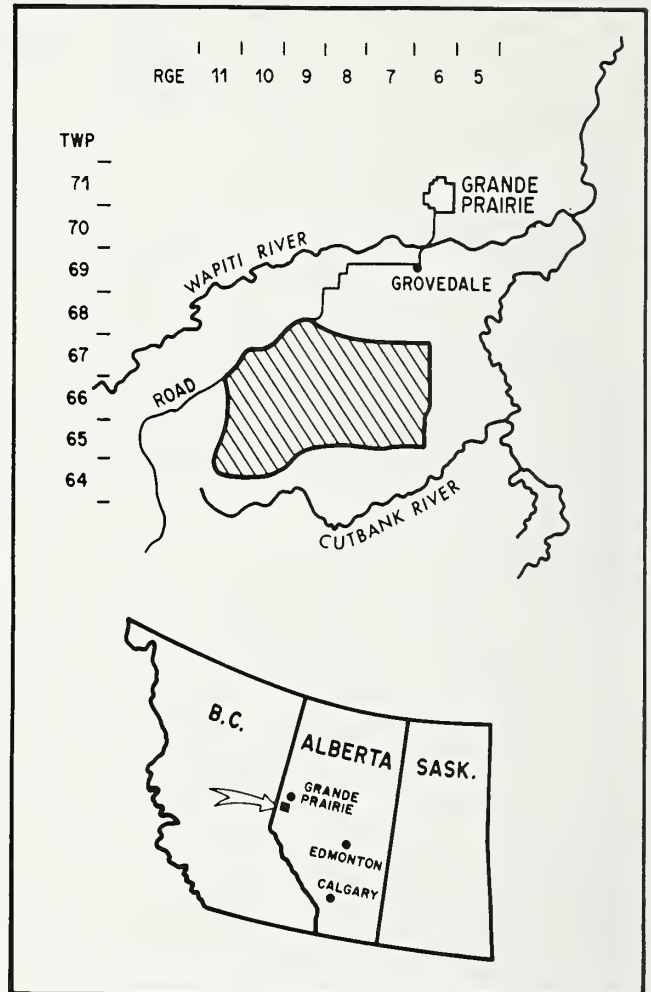 RGE 11 10 9 8 7 6 5
TWP
71
70
69
68
67
66
65
64
GRANDE
PRAIRIE
WAPITI RIVER
GROVEDALE
ROAD
CUTBANK RIVER
B.C.
ALBERTA
SASK.
GRANDE
PRAIRIE
EDMONTON
CALGARY